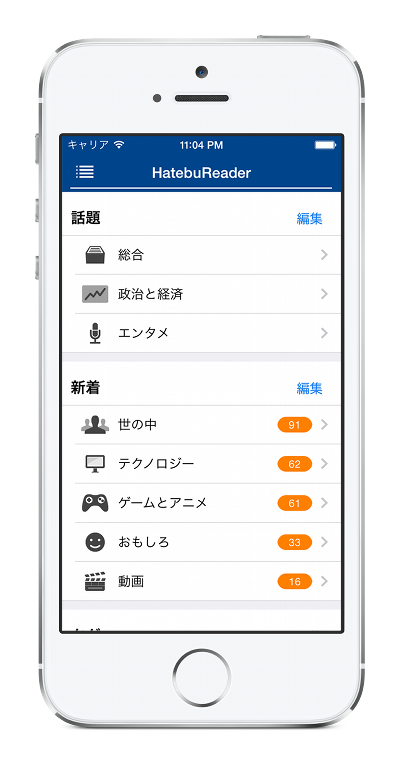 キャリア 11:04 PM
HatebuReader
話題 編集
総合
政治と経済
エンタメ
新着 編集
世の中 91
テクノロジー 62
ゲームとアニメ 61
おもしろ 33
動画 16